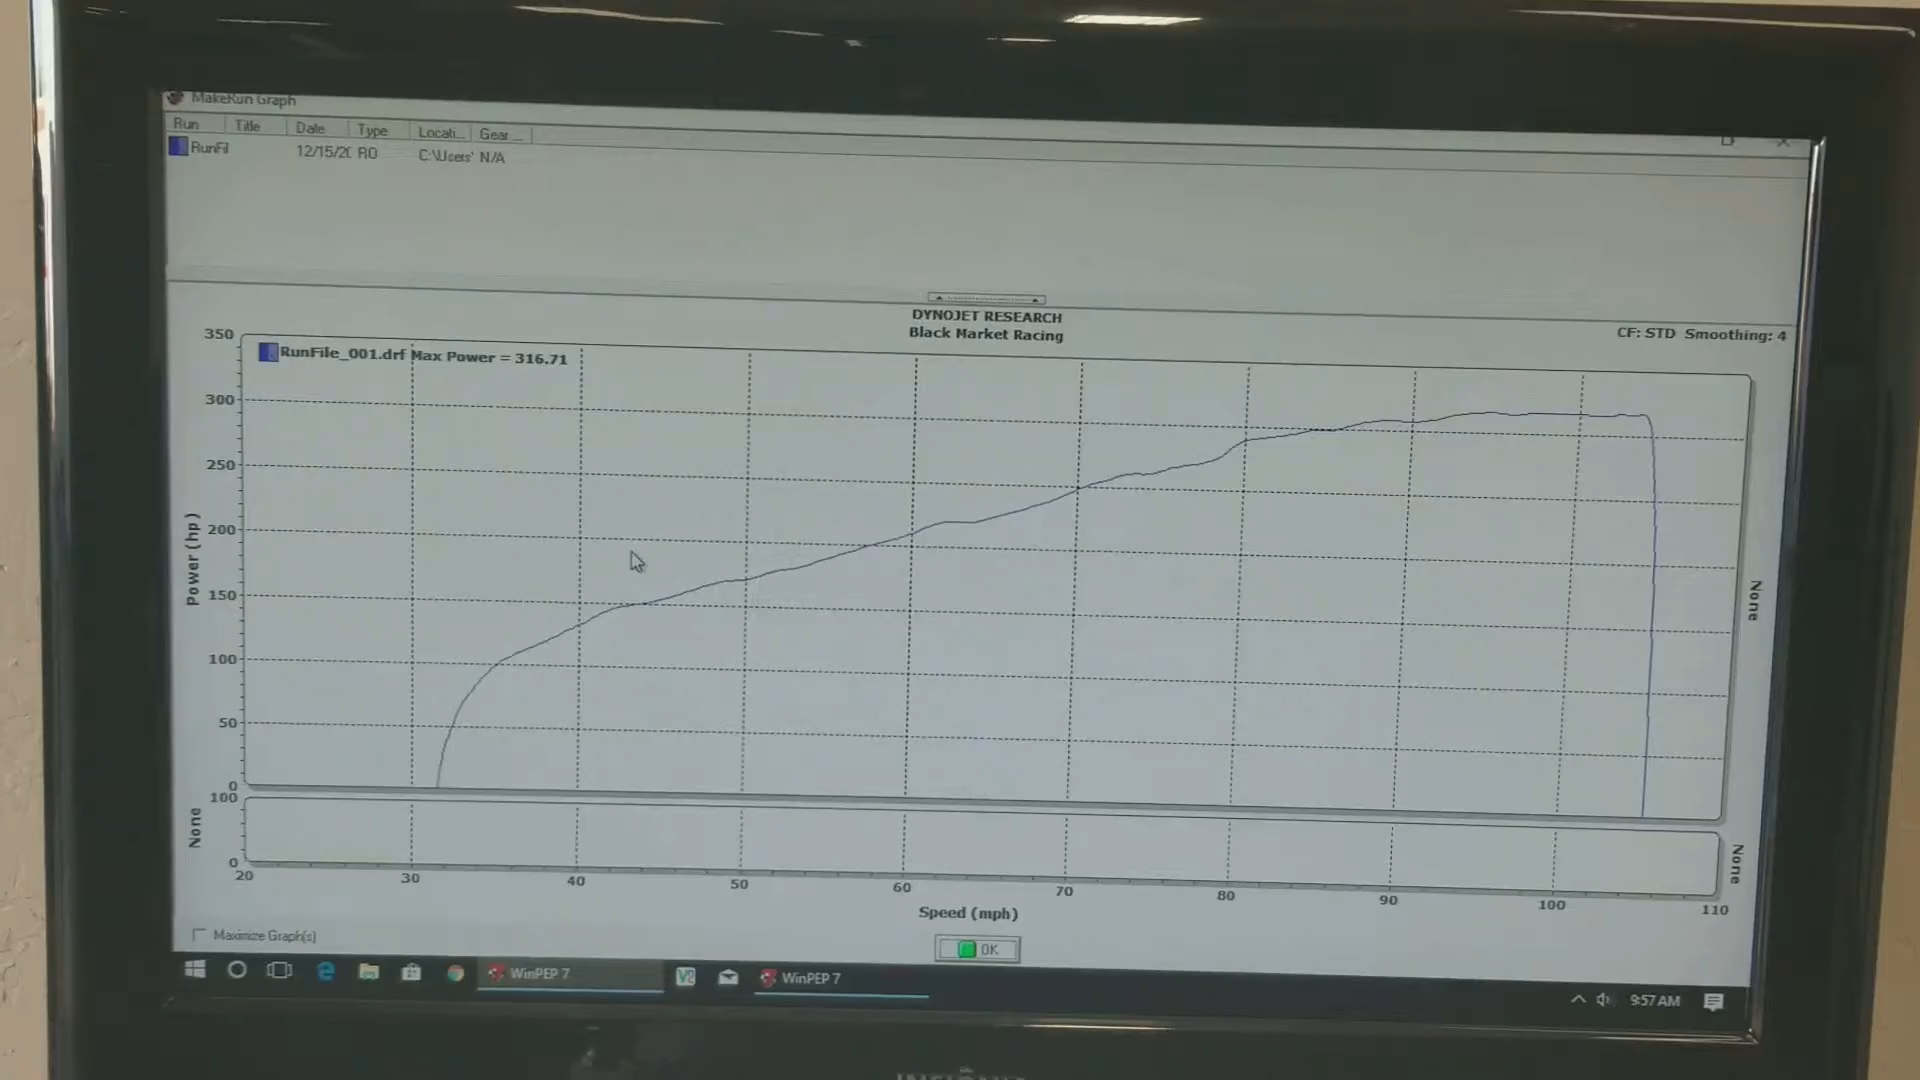 MakeRun Graph
Run Title Date Type Locati... Gear ...
RunFil 12/15/2( RO C:\Users' N/A
DYNOJET RESEARCH
Black Market Racing
CF: STD Smoothing: 4
RunFile_001.drf Max Power = 316.71
350
300
250
200
150
100
50
0
Power (hp)
None
100
0
None
None
20 30 40 50 60 70 80 90 100 110
Speed (mph)
Maximize Graph(s)
OK
WinPEP 7
V2
WinPEP 7
9:57 AM